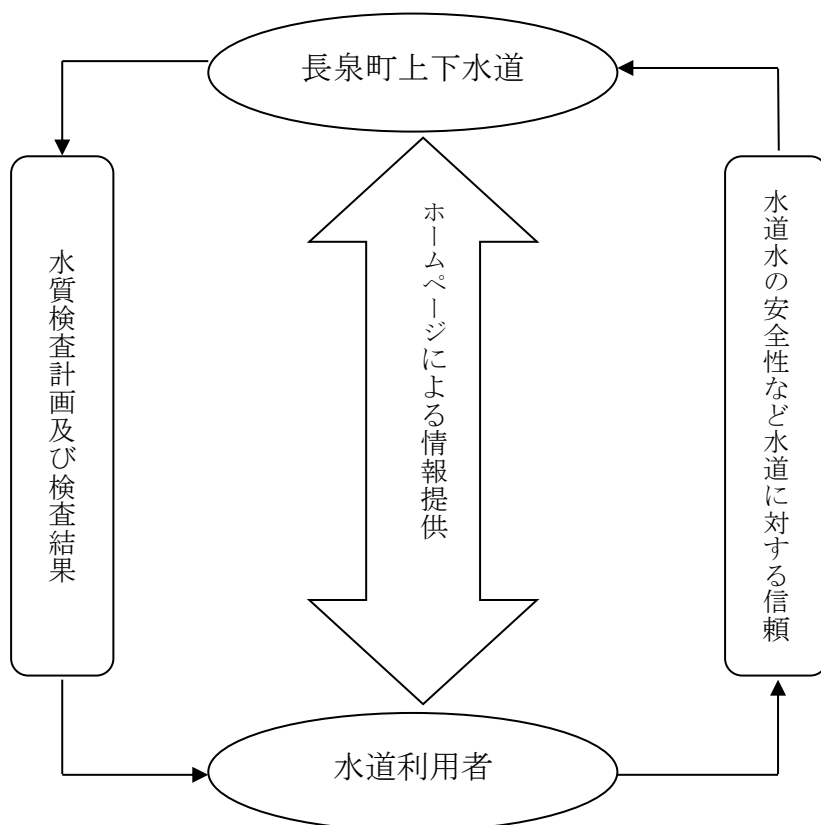 長泉町上下水道
水質検査計画及び検査結果
ホームページによる情報提供
水道水の安全性など水道に対する信頼
水道利用者